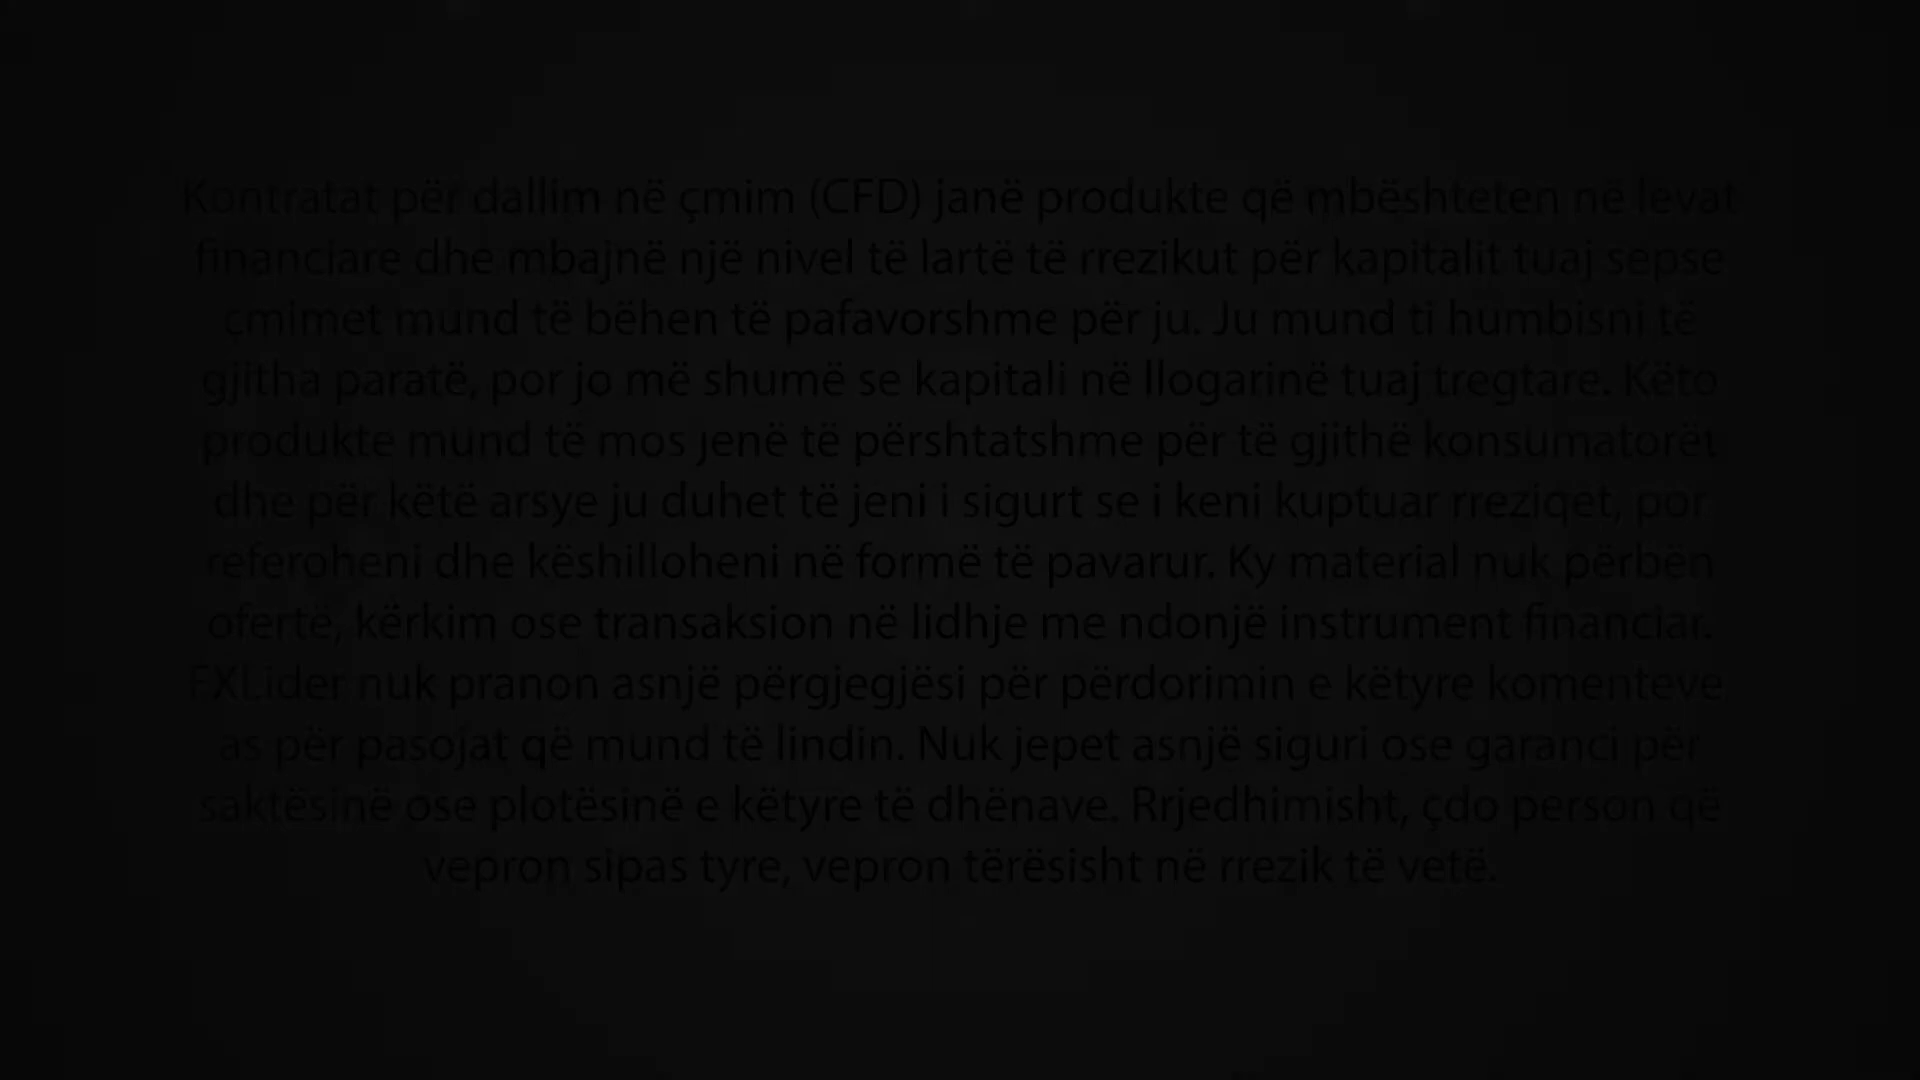 Kontratat për dallim në çmim (CFD) janë produkte që mbështeten në levat
financiare dhe mbajnë një nivel të lartë të rrezikut për kapitalit tuaj sepse
çmimet mund të bëhen të pafavorshme për ju. Ju mund ti humbisni të
gjitha paratë, por jo më shumë se kapitali në llogarinë tuaj tregtare. Këto
produkte mund të mos jenë të përshtatshme për të gjithë konsumatorët
dhe për këtë arsye ju duhet të jeni i sigurt se i keni kuptuar rreziqet, por
referoheni dhe këshilloheni në formë të pavarur. Ky material nuk përbën
ofertë, kërkim ose transaksion në lidhje me ndonjë instrument financiar.
FXLider nuk pranon asnjë përgjegjësi për përdorimin e këtyre komenteve
as për pasojat që mund të lindin. Nuk jepet asnjë siguri ose garanci për
saktësinë ose plotësinë e këtyre të dhënave. Rrjedhimisht, çdo person që
vepron sipas tyre, vepron tërësisht në rrezik të vetë.